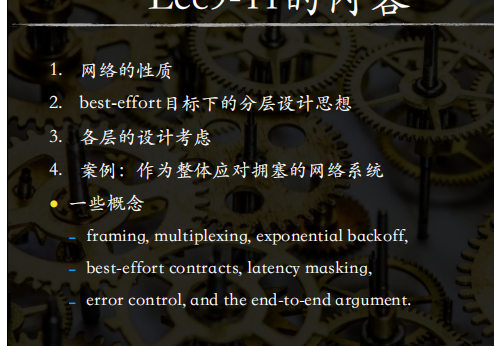 Lec9-11的内容
1. 网络的性质
2. best-effort目标下的分层设计思想
3. 各层的设计考虑
4. 案例：作为整体应对拥塞的网络系统
• 一些概念
– framing, multiplexing, exponential backoff,
– best-effort contracts, latency masking,
– error control, and the end-to-end argument.